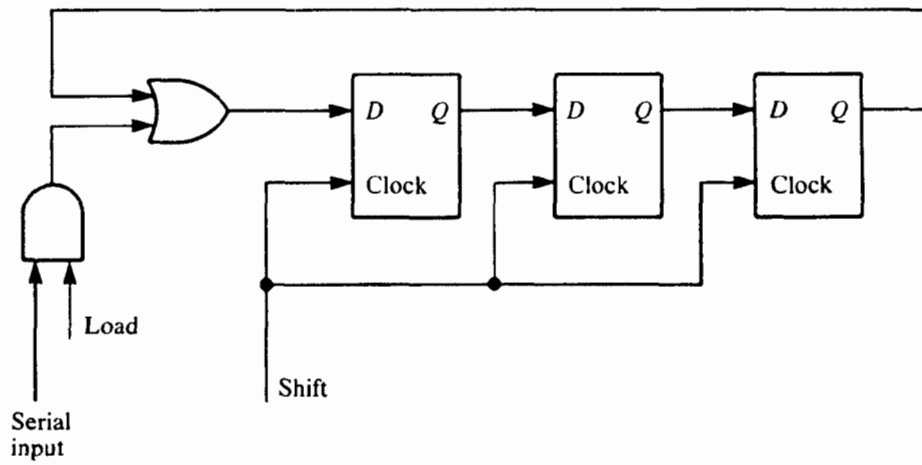 D Q
Clock
D Q
Clock
D Q
Clock
Load
Shift
Serial
input